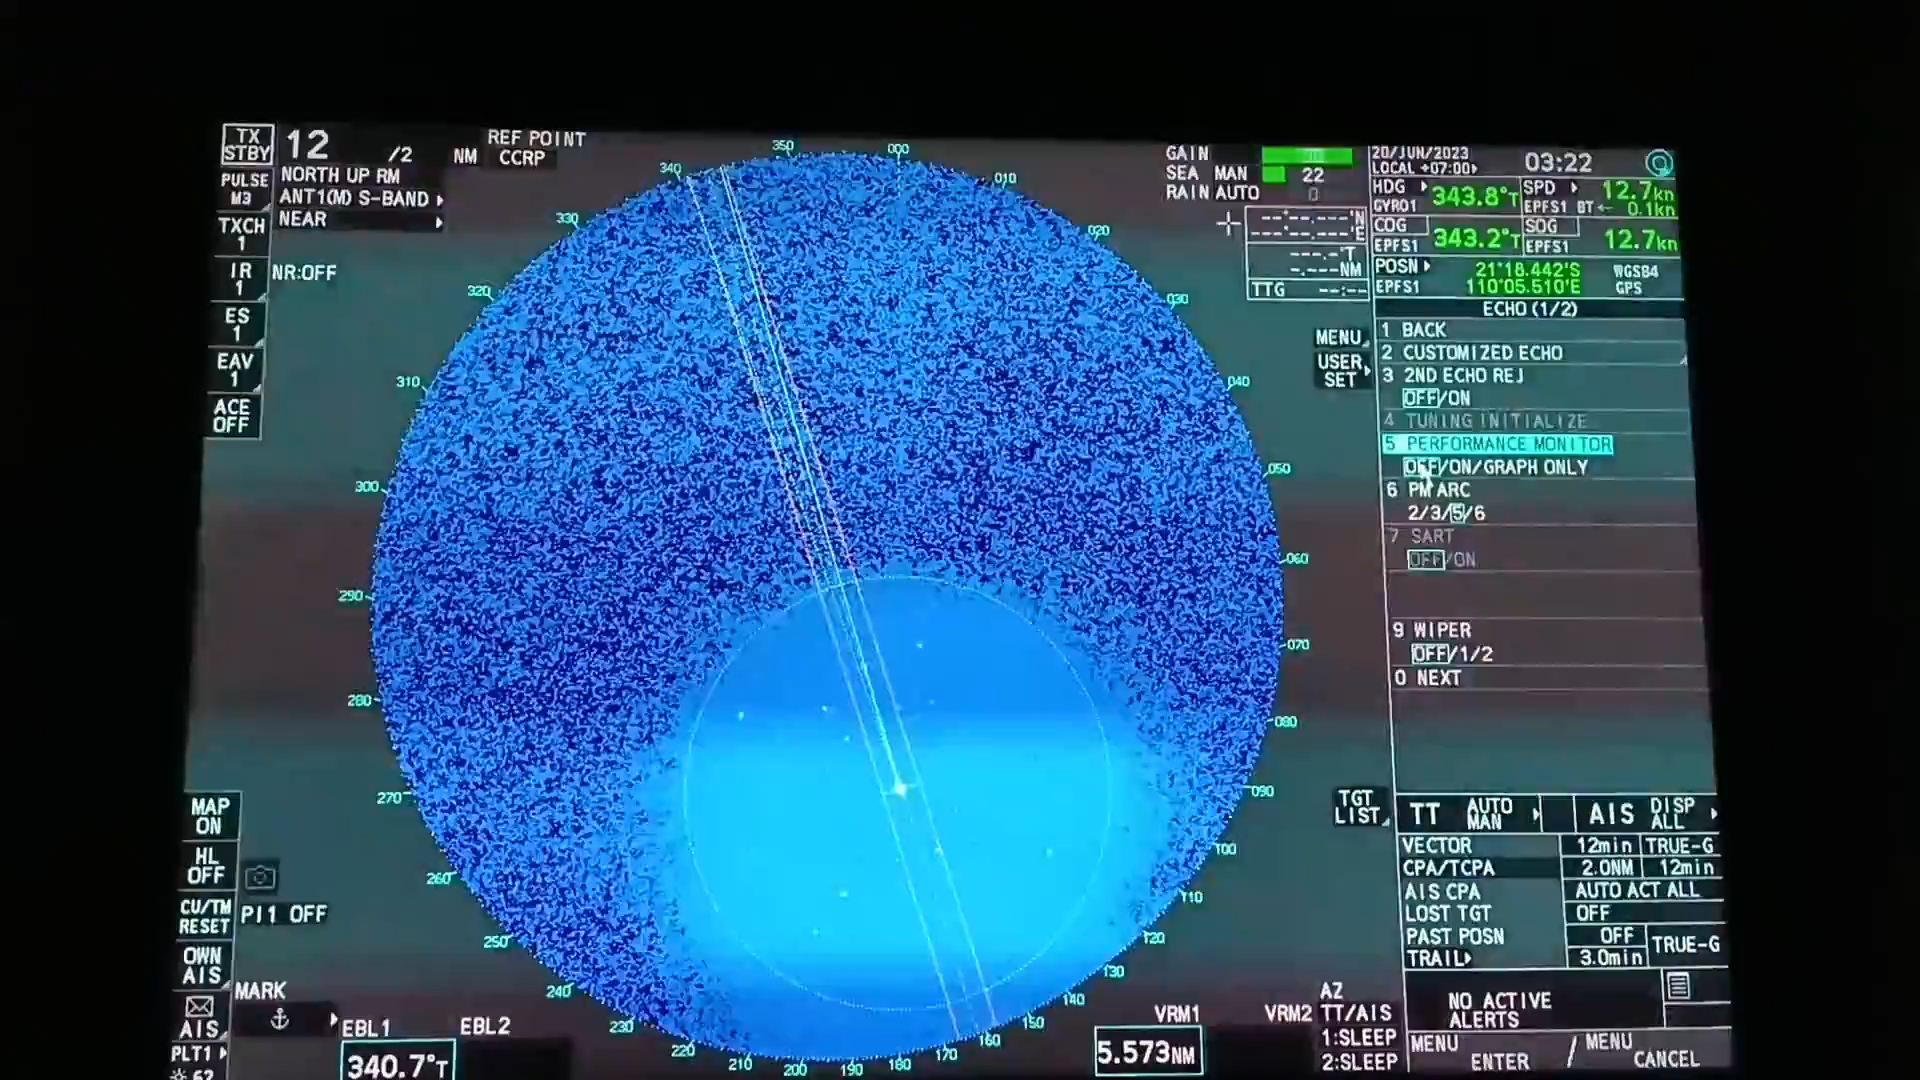 TX
STBY
12 /2 NM
REF POINT
CCRP
PULSE
M3
NORTH UP RM
ANT1(M) S-BAND
NEAR
TXCH
1
IR
1
NR:OFF
ES
1
EAV
1
ACE
OFF
GAIN
SEA MAN 22
RAIN AUTO 0
--°--.---'N
---°--.---'E
---.-°T
-.---NM
TTG --:--
MENU
USER
SET
20/JUN/2023
LOCAL +07:00
03:22
HDG
GYRO1
343.8°T
SPD
EPFS1 BT
12.7kn
0.1kn
COG
EPFS1
343.2°T
SOG
EPFS1
12.7kn
POSN
EPFS1
21°18.442'S
110°05.510'E
WGS84
GPS
ECHO (1/2)
1 BACK
2 CUSTOMIZED ECHO
3 2ND ECHO REJ
OFF/ON
4 TUNING INITIALIZE
5 PERFORMANCE MONITOR
OFF/ON/GRAPH ONLY
6 PM ARC
2/3/5/6
7 SART
OFF/ON
9 WIPER
OFF/1/2
0 NEXT
000
010
020
030
040
050
060
070
080
090
100
110
120
130
140
150
160
170
180
190
200
210
220
230
240
250
260
270
280
290
300
310
320
330
340
350
TGT
LIST
TT AUTO
MAN
AIS DISP
ALL
VECTOR 12min TRUE-G
CPA/TCPA 2.0NM 12min
AIS CPA AUTO ACT ALL
LOST TGT OFF
PAST POSN OFF TRUE-G
TRAIL 3.0min
NO ACTIVE
ALERTS
MENU
ENTER / MENU
CANCEL
MAP
ON
HL
OFF
CU/TM
RESET
PI1 OFF
OWN
AIS
AIS
PLT1
62
MARK
EBL1
340.7°T
EBL2
VRM1
5.573NM
VRM2
AZ
TT/AIS
1:SLEEP
2:SLEEP